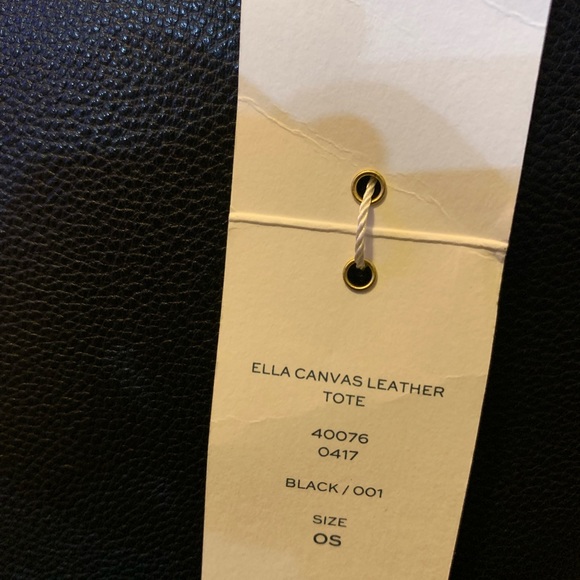 ELLA CANVAS LEATHER
TOTE
40076
0417
BLACK / 001
SIZE
OS